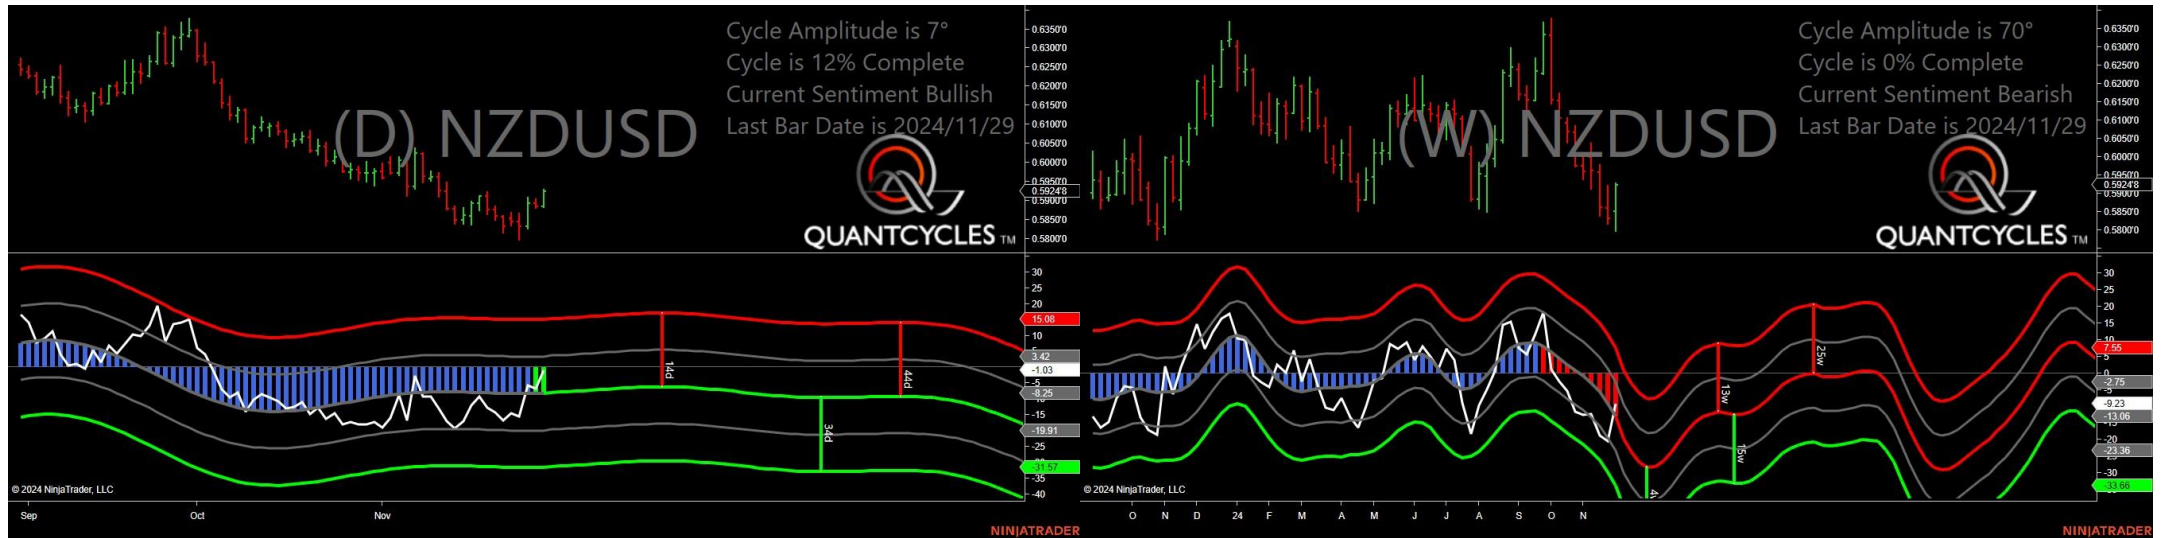 Cycle Amplitude is 7°
Cycle is 12% Complete
Current Sentiment Bullish
Last Bar Date is 2024/11/29
(D) NZDUSD
QUANTCYCLES TM
0.6350'0
0.6300'0
0.6250'0
0.6200'0
0.6150'0
0.6100'0
0.6050'0
0.6000'0
0.5950'0
0.5924'8
0.5900'0
0.5850'0
0.5800'0
30
25
20
15.08
10
3.42
-1.03
-5
-8.25
-15
-19.91
-25
-31.57
-35
-40
14d
34d
44d
© 2024 NinjaTrader, LLC
Sep Oct Nov
NINJATRADER
Cycle Amplitude is 70°
Cycle is 0% Complete
Current Sentiment Bearish
Last Bar Date is 2024/11/29
(W) NZDUSD
QUANTCYCLES TM
0.6350'0
0.6300'0
0.6250'0
0.6200'0
0.6150'0
0.6100'0
0.6050'0
0.6000'0
0.5950'0
0.5924'8
0.5900'0
0.5850'0
0.5800'0
30
25
20
15
10
7.55
0
-2.75
-9.23
-13.06
-20
-23.36
-30
-33.66
13w
15w
25w
© 2024 NinjaTrader, LLC
O N D 24 F M A M J J A S O N
NINJATRADER